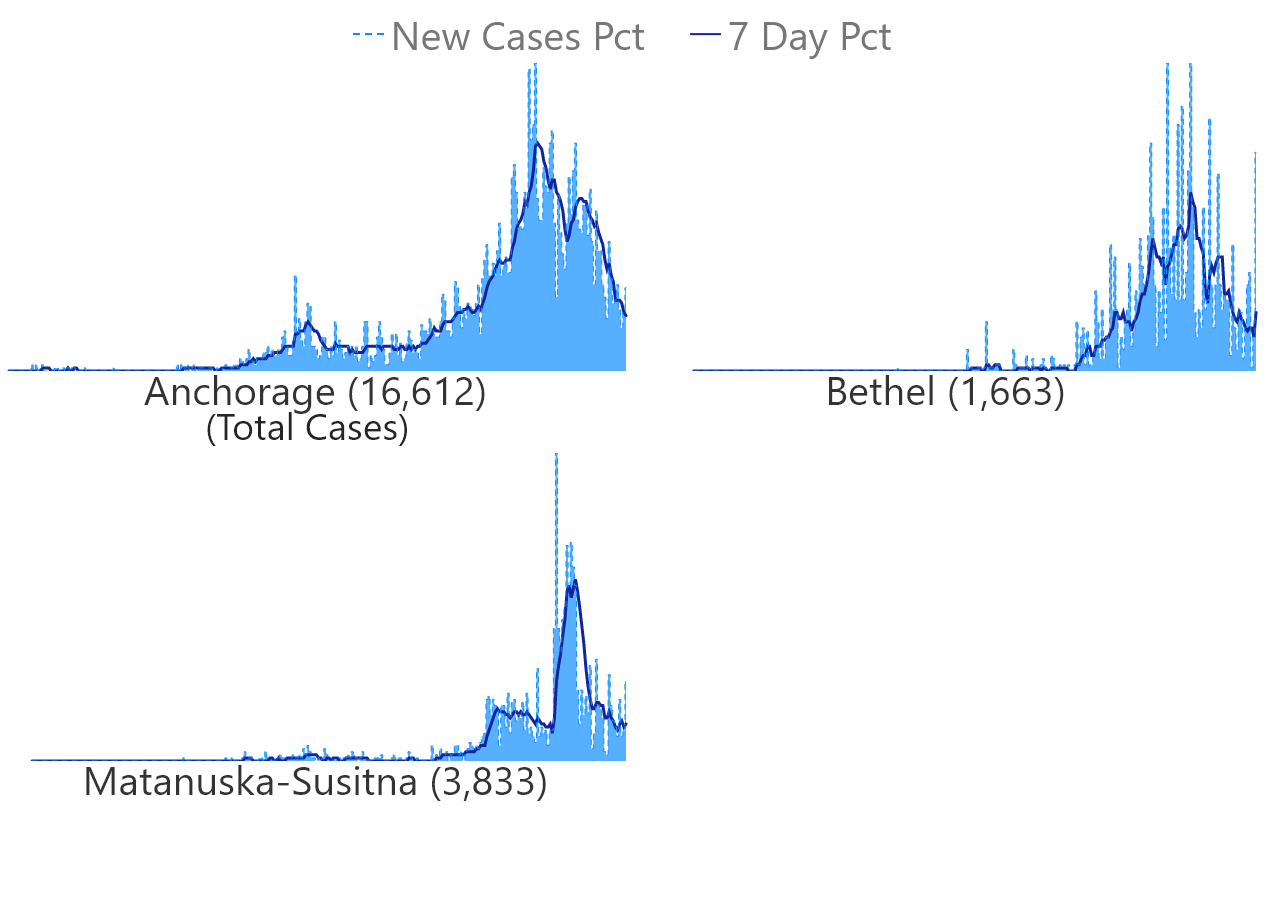 New Cases Pct 7 Day Pct
Anchorage (16,612)
(Total Cases)
Bethel (1,663)
Matanuska-Susitna (3,833)